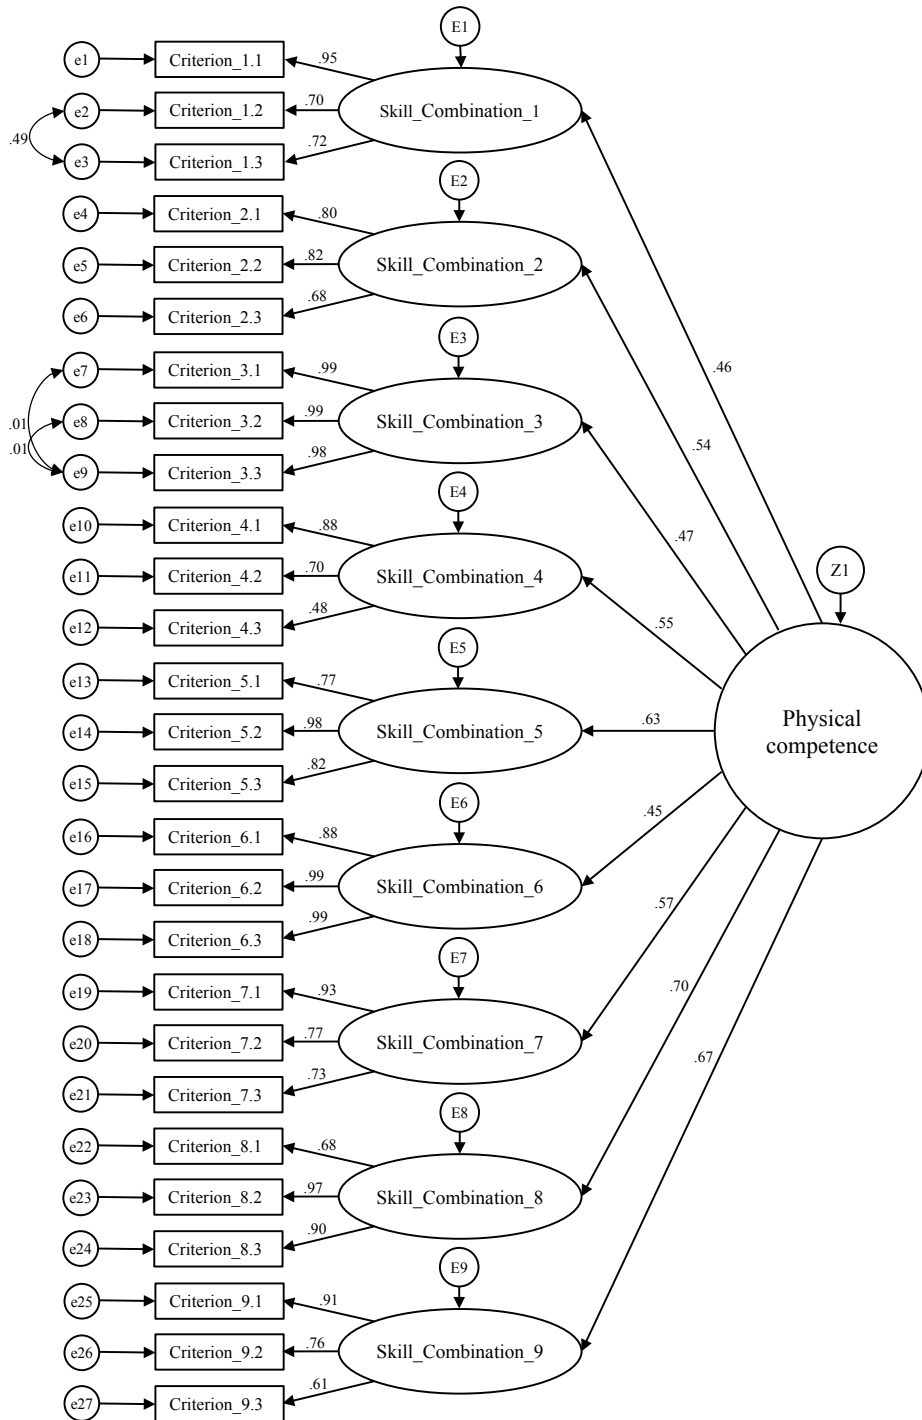 E1
e1 Criterion_1.1 .95
e2 Criterion_1.2 .70 Skill_Combination_1
.49
e3 Criterion_1.3 .72
E2
e4 Criterion_2.1 .80
e5 Criterion_2.2 .82 Skill_Combination_2
e6 Criterion_2.3 .68
E3
e7 Criterion_3.1 .99 .46
.01
e8 Criterion_3.2 .99 Skill_Combination_3
.01 .54
e9 Criterion_3.3 .98
E4
e10 Criterion_4.1 .88 .47
e11 Criterion_4.2 .70 Skill_Combination_4 Z1
e12 Criterion_4.3 .48 .55
E5
e13 Criterion_5.1 .77
e14 Criterion_5.2 .98 Skill_Combination_5 .63 Physical
competence
e15 Criterion_5.3 .82
E6
e16 Criterion_6.1 .88 .45
e17 Criterion_6.2 .99 Skill_Combination_6 .57
e18 Criterion_6.3 .99
E7
e19 Criterion_7.1 .93 .70
e20 Criterion_7.2 .77 Skill_Combination_7
.67
e21 Criterion_7.3 .73
E8
e22 Criterion_8.1 .68
e23 Criterion_8.2 .97 Skill_Combination_8
e24 Criterion_8.3 .90
E9
e25 Criterion_9.1 .91
e26 Criterion_9.2 .76 Skill_Combination_9
e27 Criterion_9.3 .61